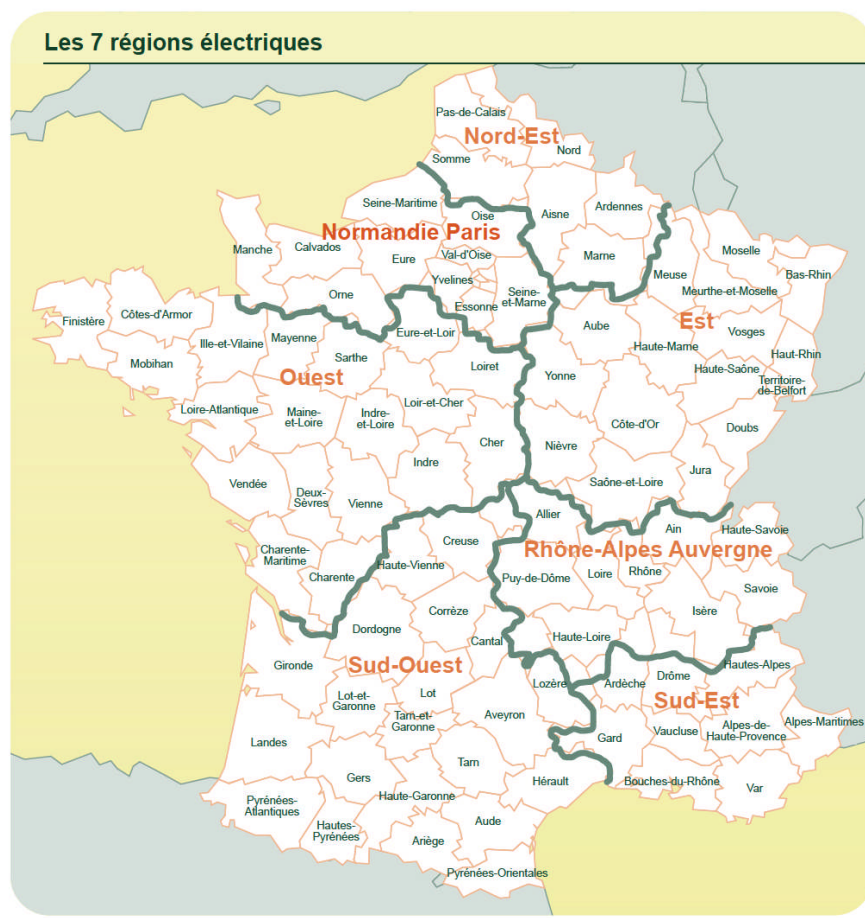 Les 7 régions électriques
Pas-de-Calais
Nord-Est
Nord
Somme
Seine-Maritime
Oise
Aisne
Ardennes
Normandie Paris
Manche
Calvados
Eure
Val-d'Oise
Marne
Meuse
Moselle
Bas-Rhin
Yvelines
Meurthe-et-Moselle
Orne
Essonne
Seine-
et-Marne
Finistère
Côtes-d'Armor
Ille-et-Vilaine
Mayenne
Eure-et-Loir
Aube
Est
Vosges
Mobihan
Sarthe
Haute-Marne
Haut-Rhin
Ouest
Loiret
Yonne
Haute-Saône
Territoire-
de-Belfort
Loire-Atlantique
Maine-
et-Loire
Indre-
et-Loire
Loir-et-Cher
Côte-d'Or
Doubs
Cher
Nièvre
Indre
Vendée
Deux-
Sèvres
Vienne
Saône-et-Loire
Jura
Allier
Ain
Haute-Savoie
Creuse
Rhône-Alpes Auvergne
Charente-
Maritime
Charente
Haute-Vienne
Puy-de-Dôme
Loire
Rhône
Savoie
Corrèze
Isère
Dordogne
Cantal
Haute-Loire
Gironde
Sud-Ouest
Hautes-Alpes
Drôme
Ardèche
Lozère
Lot-et-
Garonne
Lot
Sud-Est
Tarn-et-
Garonne
Aveyron
Vaucluse
Alpes-de-
Haute-Provence
Alpes-Maritimes
Landes
Gard
Tarn
Gers
Hérault
Bouches-du-Rhône
Var
Haute-Garonne
Pyrénées-
Atlantiques
Hautes-
Pyrénées
Aude
Ariège
Pyrénées-Orientales